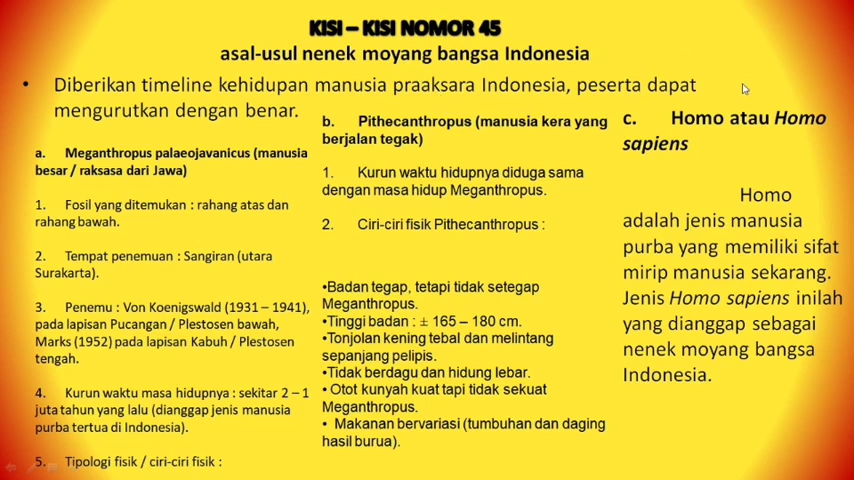 KISI – KISI NOMOR 45
asal-usul nenek moyang bangsa Indonesia
• Diberikan timeline kehidupan manusia praaksara Indonesia, peserta dapat
mengurutkan dengan benar.
a. Meganthropus palaeojavanicus (manusia
besar / raksasa dari Jawa)
1. Fosil yang ditemukan : rahang atas dan
rahang bawah.
2. Tempat penemuan : Sangiran (utara
Surakarta).
3. Penemu : Von Koenigswald (1931 – 1941),
pada lapisan Pucangan / Plestosen bawah,
Marks (1952) pada lapisan Kabuh / Plestosen
tengah.
4. Kurun waktu masa hidupnya : sekitar 2 – 1
juta tahun yang lalu (dianggap jenis manusia
purba tertua di Indonesia).
5. Tipologi fisik / ciri-ciri fisik :
b. Pithecanthropus (manusia kera yang
berjalan tegak)
1. Kurun waktu hidupnya diduga sama
dengan masa hidup Meganthropus.
2. Ciri-ciri fisik Pithecanthropus :
•Badan tegap, tetapi tidak setegap
Meganthropus.
•Tinggi badan : ± 165 – 180 cm.
•Tonjolan kening tebal dan melintang
sepanjang pelipis.
•Tidak berdagu dan hidung lebar.
• Otot kunyah kuat tapi tidak sekuat
Meganthropus.
• Makanan bervariasi (tumbuhan dan daging
hasil burua).
c. Homo atau Homo
sapiens
Homo
adalah jenis manusia
purba yang memiliki sifat
mirip manusia sekarang.
Jenis Homo sapiens inilah
yang dianggap sebagai
nenek moyang bangsa
Indonesia.